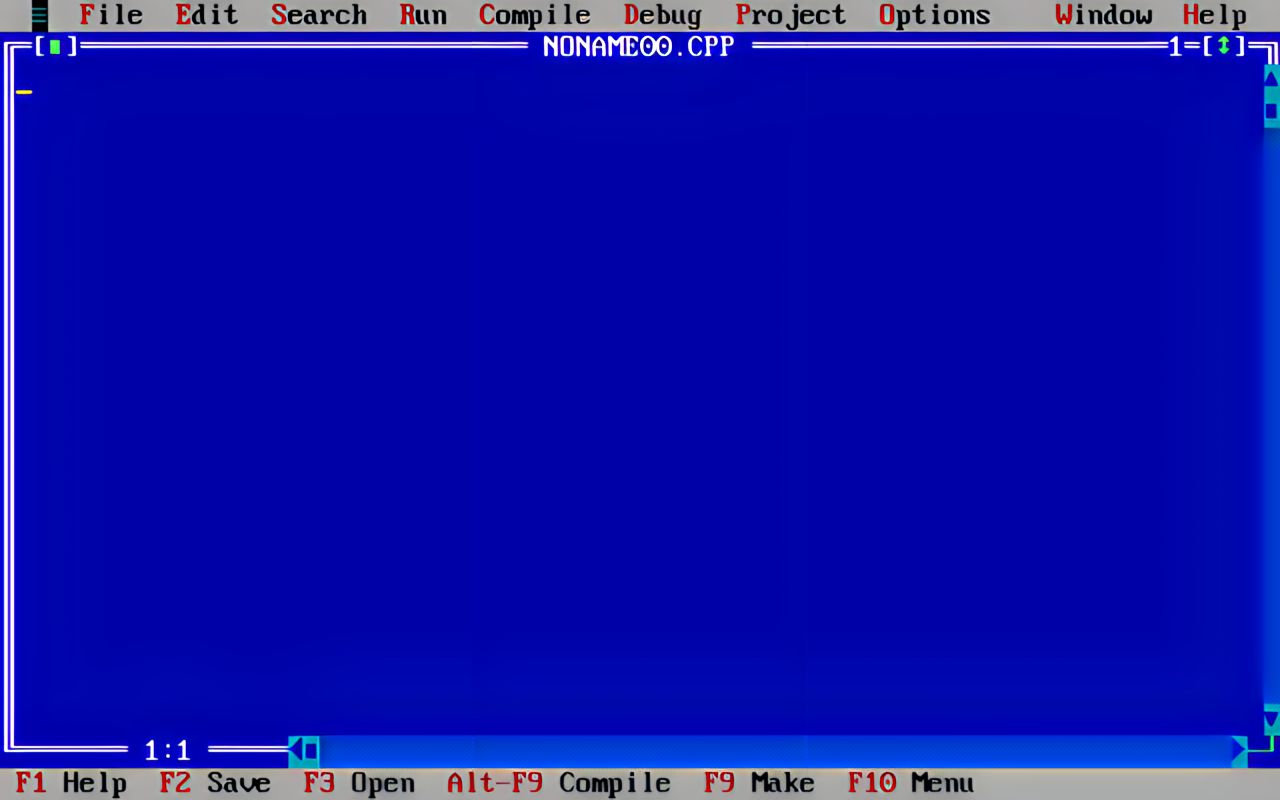 ≡ File Edit Search Run Compile Debug Project Options Window Help
[■] NONAME00.CPP 1=[↕]
1:1
F1 Help F2 Save F3 Open Alt-F9 Compile F9 Make F10 Menu